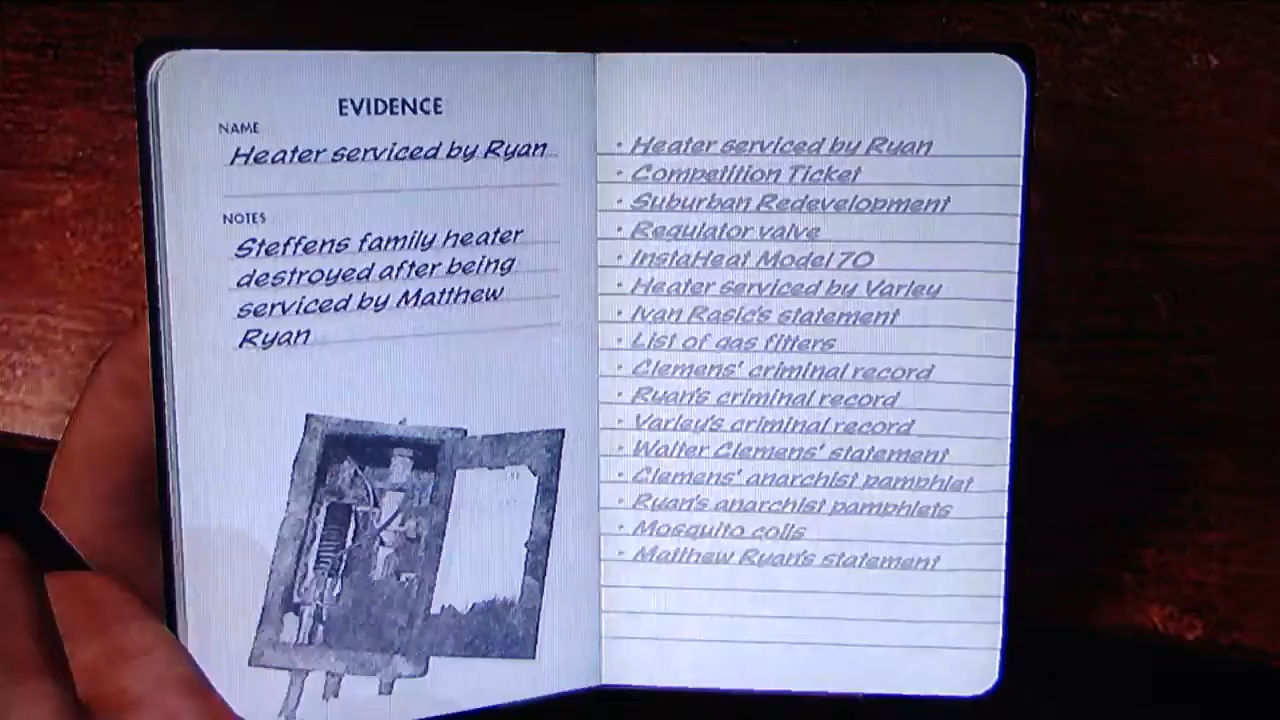 EVIDENCE
NAME
Heater serviced by Ryan
NOTES
Steffens family heater
destroyed after being
serviced by Matthew
Ryan
· Heater serviced by Ryan
· Competition Ticket
· Suburban Redevelopment
· Regulator valve
· InstaHeat Model 70
· Heater serviced by Varley
· Ivan Rasic's statement
· List of gas fitters
· Clemens' criminal record
· Ryan's criminal record
· Varley's criminal record
· Walter Clemens' statement
· Clemens' anarchist pamphlet
· Ryan's anarchist pamphlets
· Mosquito coils
· Matthew Ryan's statement